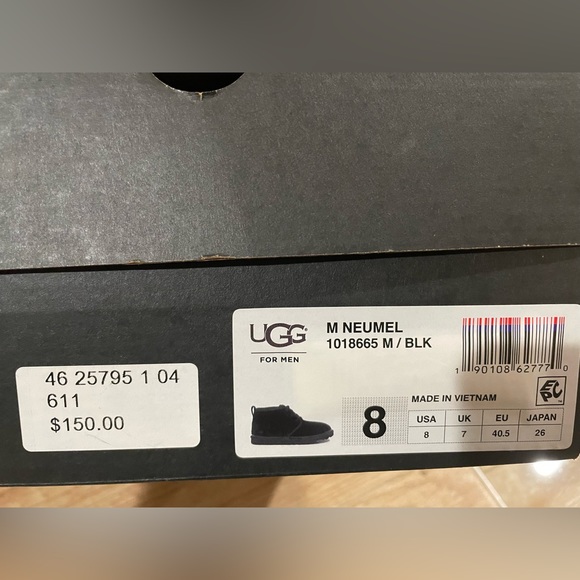 46 25795 1 04
611
$150.00
UGG
FOR MEN
M NEUMEL
1018665 M / BLK
1 90108 62777 0
8
MADE IN VIETNAM
USA UK EU JAPAN
8 7 40.5 26